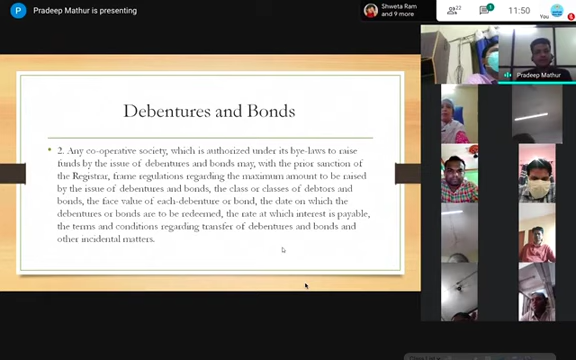 P Pradeep Mathur is presenting
Shweta Ram
and 9 more
22
1
11:50
You
Pradeep Mathur
Debentures and Bonds
• 2. Any co-operative society, which is authorized under its bye-laws to raise
funds by the issue of debentures and bonds may, with the prior sanction of
the Registrar, frame regulations regarding the maximum amount to be raised
by the issue of debentures and bonds, the class or classes of debtors and
bonds, the face value of each-debenture or bond, the date on which the
debentures or bonds are to be redeemed, the rate at which interest is payable,
the terms and conditions regarding transfer of debentures and bonds and
other incidental matters.